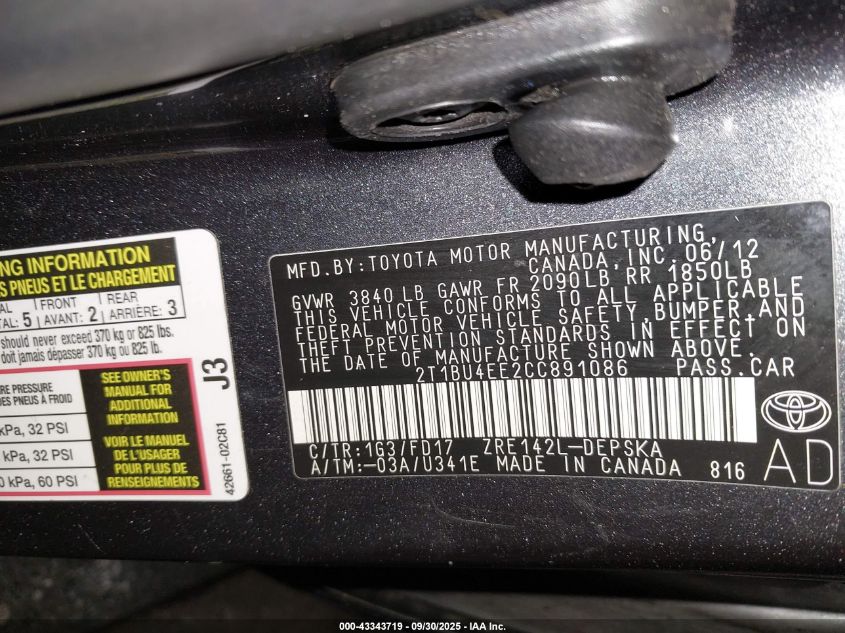 NG INFORMATION
S PNEUS ET LE CHARGEMENT
AL FRONT REAR
TAL: 5 AVANT: 2 ARRIÈRE: 3
should never exceed 370 kg or 825 lbs.
doit jamais dépasser 370 kg ou 825 lb.
RE PRESSURE
DES PNEUS À FROID
kPa, 32 PSI
kPa, 32 PSI
0 kPa, 60 PSI
SEE OWNER'S
MANUAL FOR
ADDITIONAL
INFORMATION
VOIR LE MANUEL
DE L'USAGER
POUR PLUS DE
RENSEIGNEMENTS
J3
42661-02C81
MFD. BY: TOYOTA MOTOR MANUFACTURING,
CANADA, INC. 06/12
GVWR 3840 LB GAWR FR 2090LB RR 1850LB
THIS VEHICLE CONFORMS TO ALL APPLICABLE
FEDERAL MOTOR VEHICLE SAFETY, BUMPER, AND
THEFT PREVENTION STANDARDS IN EFFECT ON
THE DATE OF MANUFACTURE SHOWN ABOVE.
2T1BU4EE2CC891086 PASS. CAR
C/TR: 1G3/FD17 ZRE142L-DEPSKA
A/TM: -03A/U341E MADE IN CANADA 816
AD
000-43343719 - 09/30/2025 - IAA Inc.